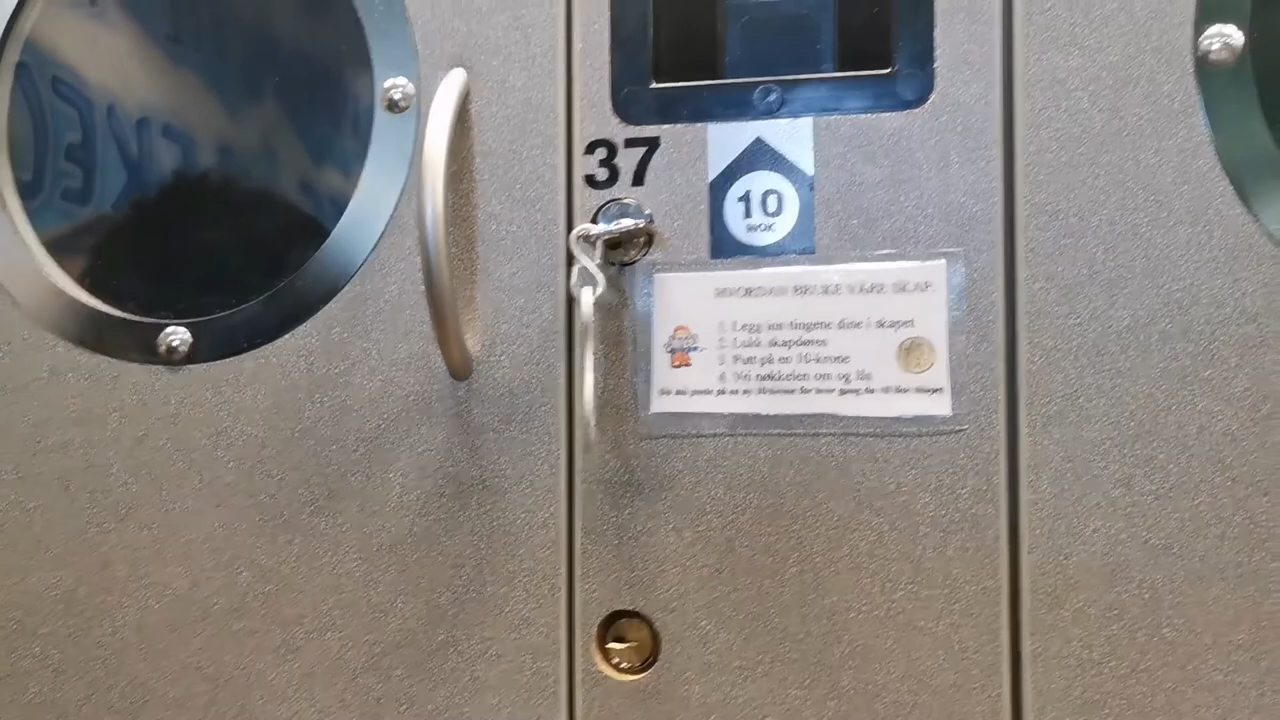 37
10
NOK
HVORDAN BRUKE VÅRE SKAP
1. Legg inn tingene dine i skapet
2. Lukk skapdøren
3. Putt på en 10-krone
4. Vri nøkkelen om og lås